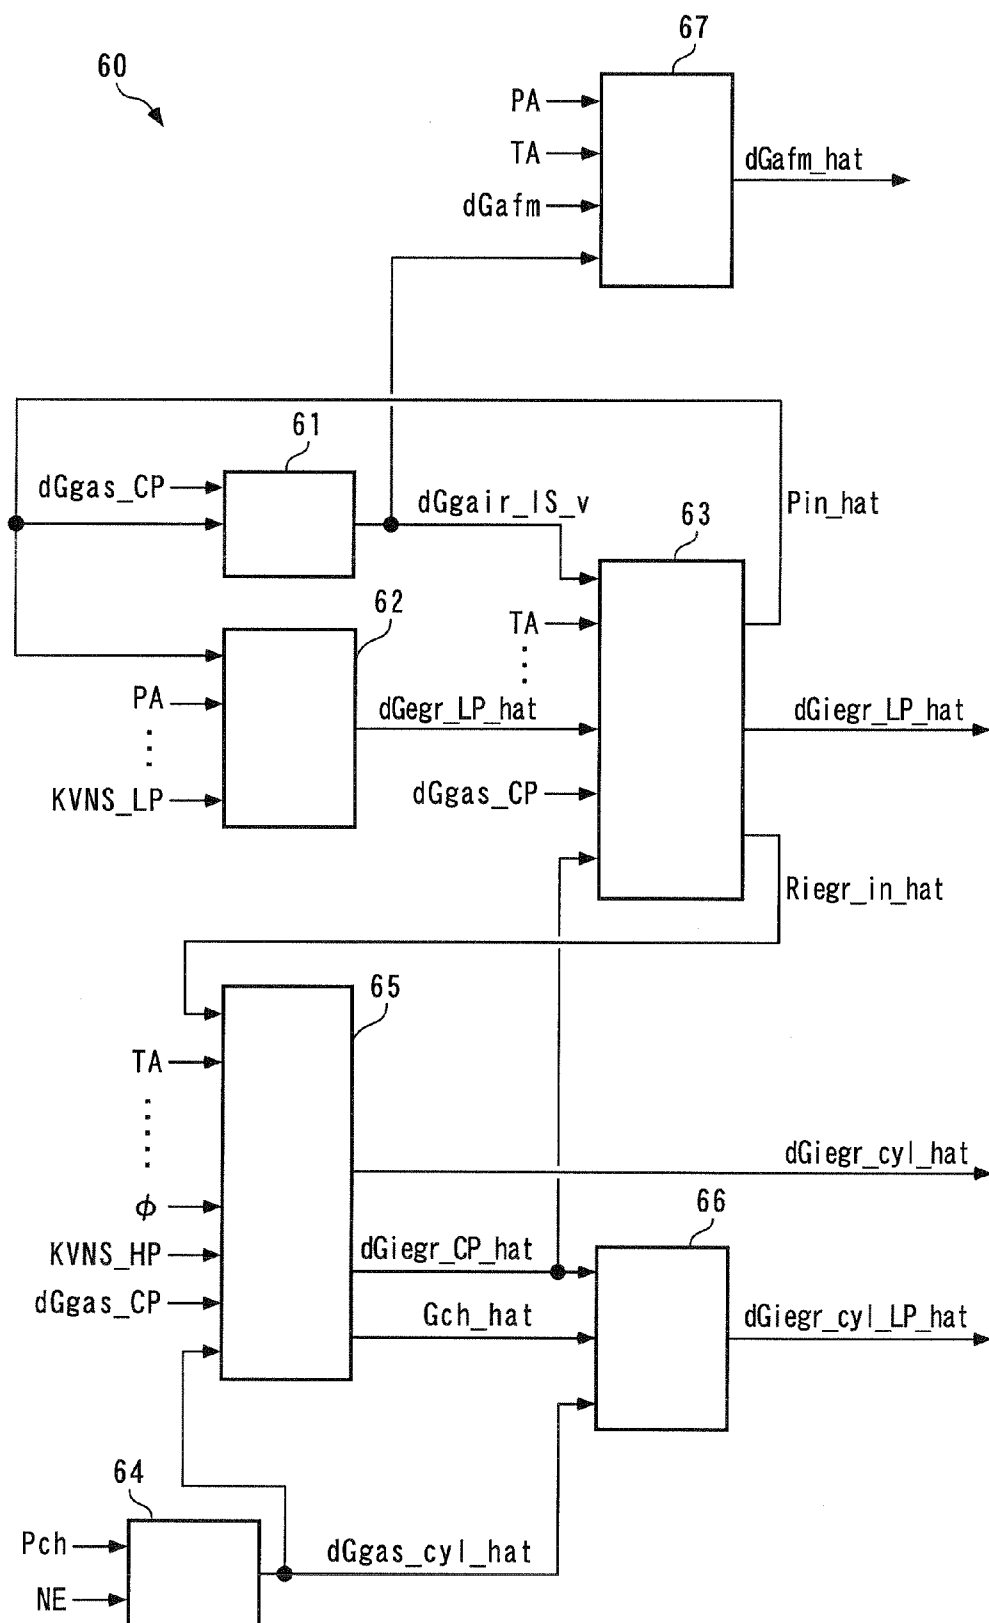 67
60
PA
TA
dGafm_hat
dGafm
61
dGgas_CP
dGgair_IS_v
63
Pin_hat
62
TA
PA
dGegr_LP_hat
dGiegr_LP_hat
KVNS_LP
dGgas_CP
Riegr_in_hat
65
TA
dGiegr_cyl_hat
66
φ
KVNS_HP
dGiegr_CP_hat
dGgas_CP
Gch_hat
dGiegr_cyl_LP_hat
64
Pch
dGgas_cyl_hat
NE